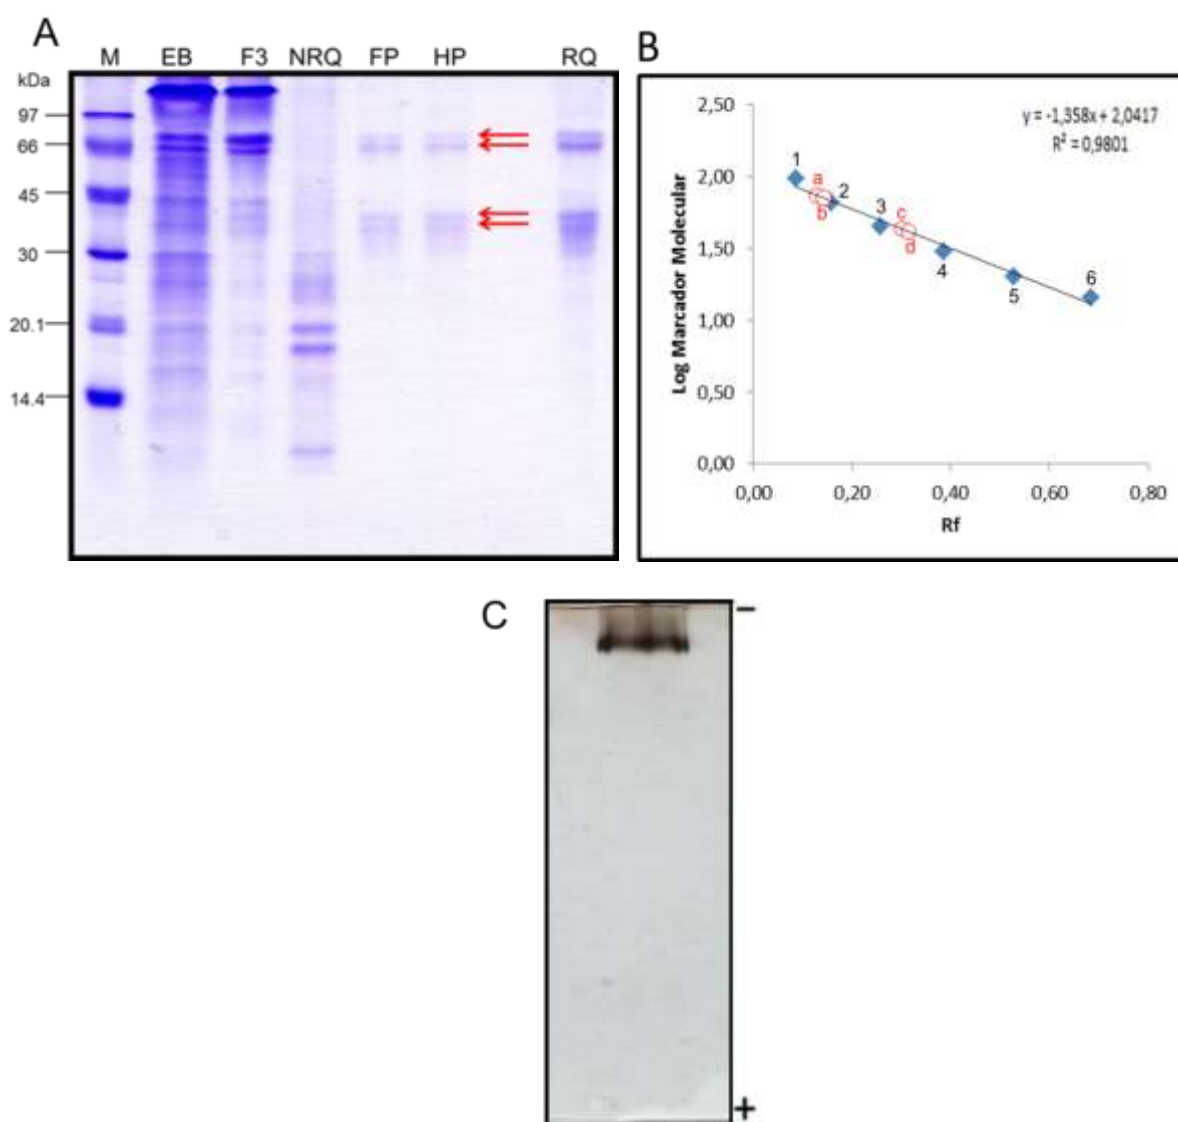 A
M EB F3 NRQ FP HP RQ
kDa
97
66
45
30
20.1
14.4
B
y = -1,358x + 2,0417
R² = 0,9801
2,50
2,00
1,50
1,00
0,50
0,00
Log Marcador Molecular
1
a
2
b
3
c
d
4
5
6
0,00 0,20 0,40 0,60 0,80
Rf
C
−
+